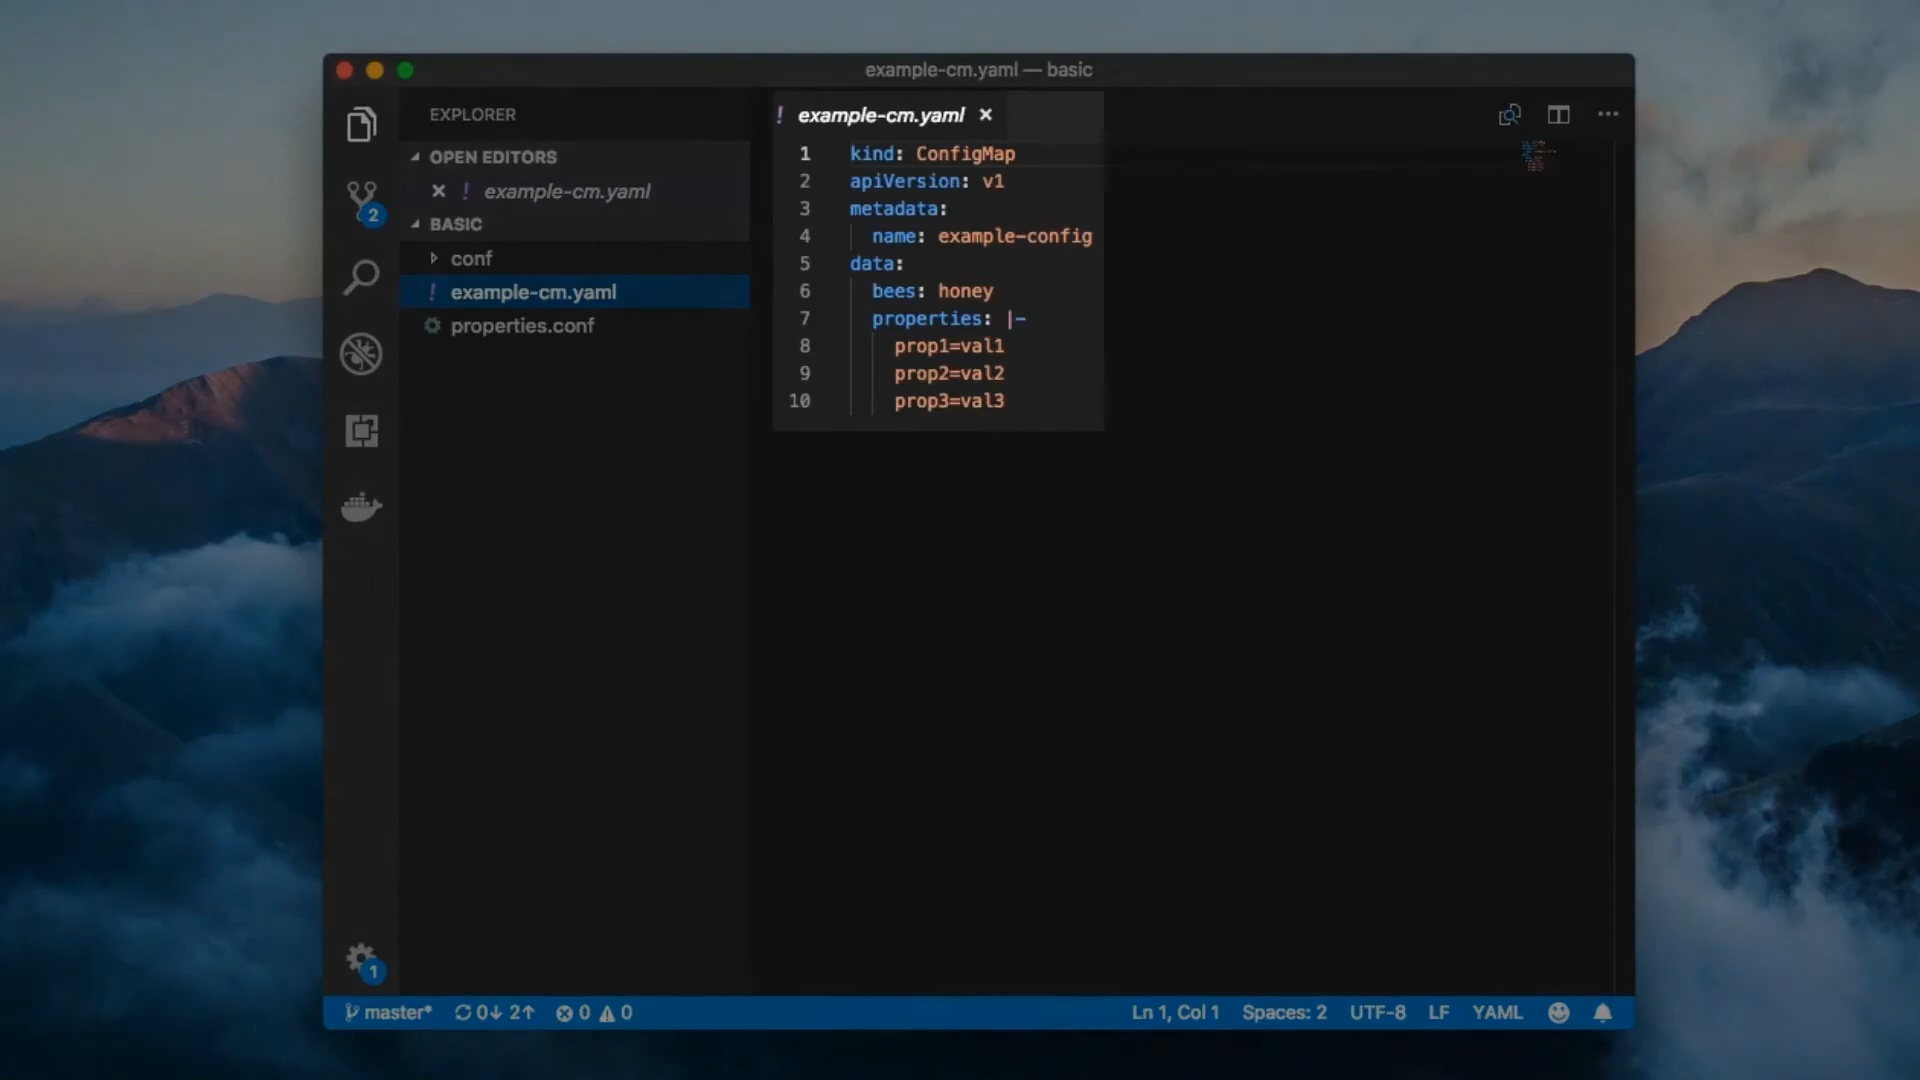 example-cm.yaml — basic
EXPLORER
OPEN EDITORS
example-cm.yaml
BASIC
conf
example-cm.yaml
properties.conf
2
1
! example-cm.yaml ×
1 kind: ConfigMap
2 apiVersion: v1
3 metadata:
4   name: example-config
5 data:
6   bees: honey
7   properties: |-
8     prop1=val1
9     prop2=val2
10     prop3=val3
master* 0↓ 2↑ 0 0 Ln 1, Col 1 Spaces: 2 UTF-8 LF YAML